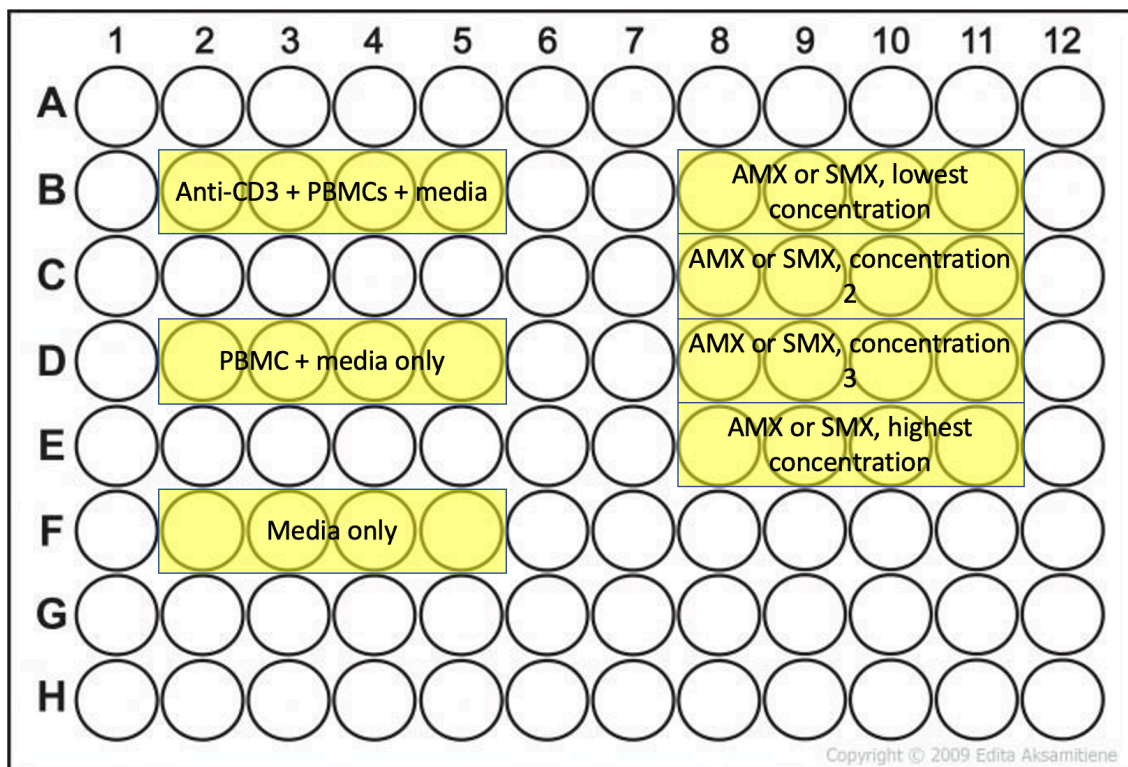 1 2 3 4 5 6 7 8 9 10 11 12
A
B
Anti-CD3 + PBMCs + media
AMX or SMX, lowest
concentration
C
AMX or SMX, concentration
2
D
PBMC + media only
AMX or SMX, concentration
3
E
AMX or SMX, highest
concentration
F
Media only
G
H
Copyright © 2009 Edita Aksamitiene